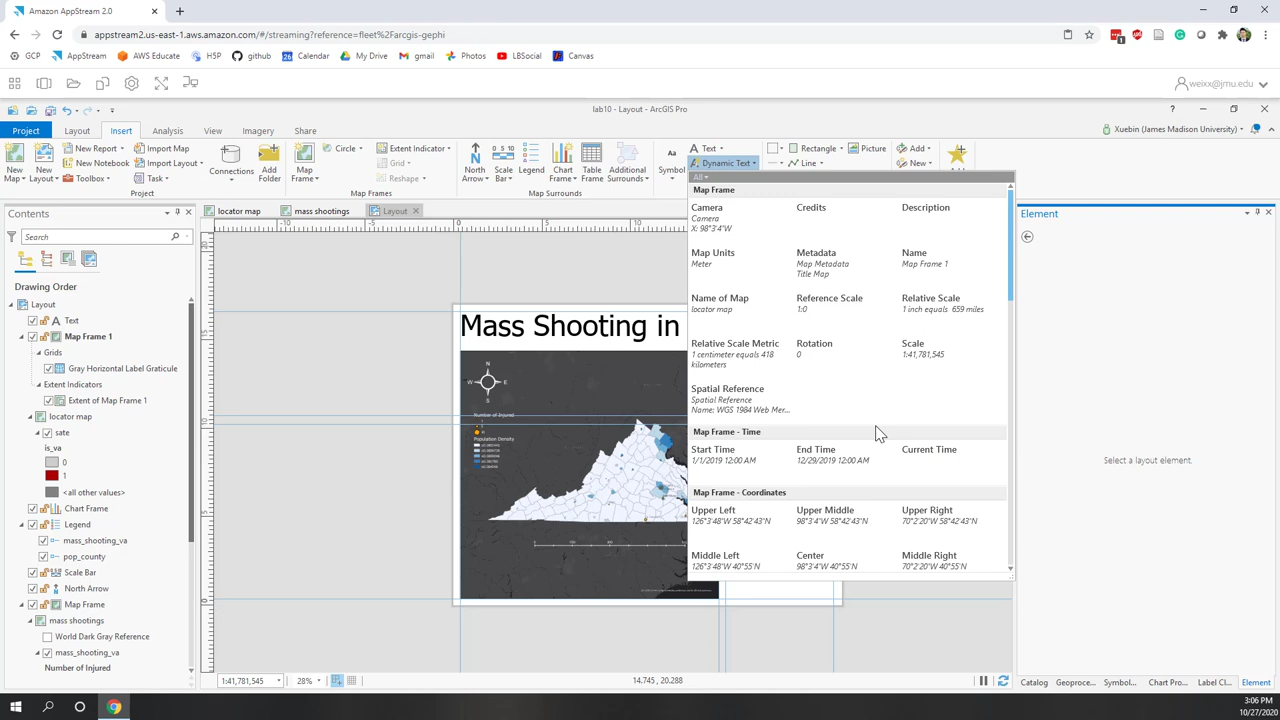 Amazon AppStream 2.0
appstream2.us-east-1.aws.amazon.com/#/streaming?reference=fleet%2Farcgis-gephi
GCP AppStream AWS Educate HSP github Calendar My Drive gmail Photos LBSocial Canvas
weixx@jmu.edu
lab10 - Layout - ArcGIS Pro
Project Layout Insert Analysis View Imagery Share
Xuebin (James Madison University)
New Map New Layout New Report New Notebook Toolbox Import Map Import Layout Task Connections Add Folder Map Frame Circle Extent Indicator Grid Reshape North Arrow Scale Bar Legend Chart Frame Table Frame Additional Surrounds Symbol Aa Text Dynamic Text Rectangle Line Picture Add New
Project Map Frames Map Surrounds
All
Contents
Search
Drawing Order
Layout
Text
Map Frame 1
Grids
Gray Horizontal Label Graticule
Extent Indicators
Extent of Map Frame 1
locator map
sate
is_va
0
1
<all other values>
Chart Frame
Legend
mass_shooting_va
pop_county
Scale Bar
North Arrow
Map Frame
mass shootings
World Dark Gray Reference
mass_shooting_va
Number of Injured
locator map mass shootings Layout
-10 -5 0 5 10
Mass Shooting in
N
W E
S
Number of Injured
Population Density
Map Frame
Camera Credits Description
Camera
X: 98°3'4"W
Map Units Metadata Name
Meter Map Metadata Map Frame 1
Title Map
Name of Map Reference Scale Relative Scale
locator map 1:0 1 inch equals 659 miles
Relative Scale Metric Rotation Scale
1 centimeter equals 418 0 1:41,781,545
kilometers
Spatial Reference
Spatial Reference
Name: WGS 1984 Web Mer...
Map Frame - Time
Start Time End Time Current Time
1/1/2019 12:00 AM 12/29/2019 12:00 AM
Map Frame - Coordinates
Upper Left Upper Middle Upper Right
126°3'48"W 58°42'43"N 98°3'4"W 58°42'43"N 70°2'20"W 58°42'43"N
Middle Left Center Middle Right
126°3'48"W 40°55'N 98°3'4"W 40°55'N 70°2'20"W 40°55'N
Element
Select a layout element.
1:41,781,545 28% 14.745, 20.288
Catalog Geoproce... Symbol... Chart Pro... Label Cl... Element
3:06 PM
10/27/2020